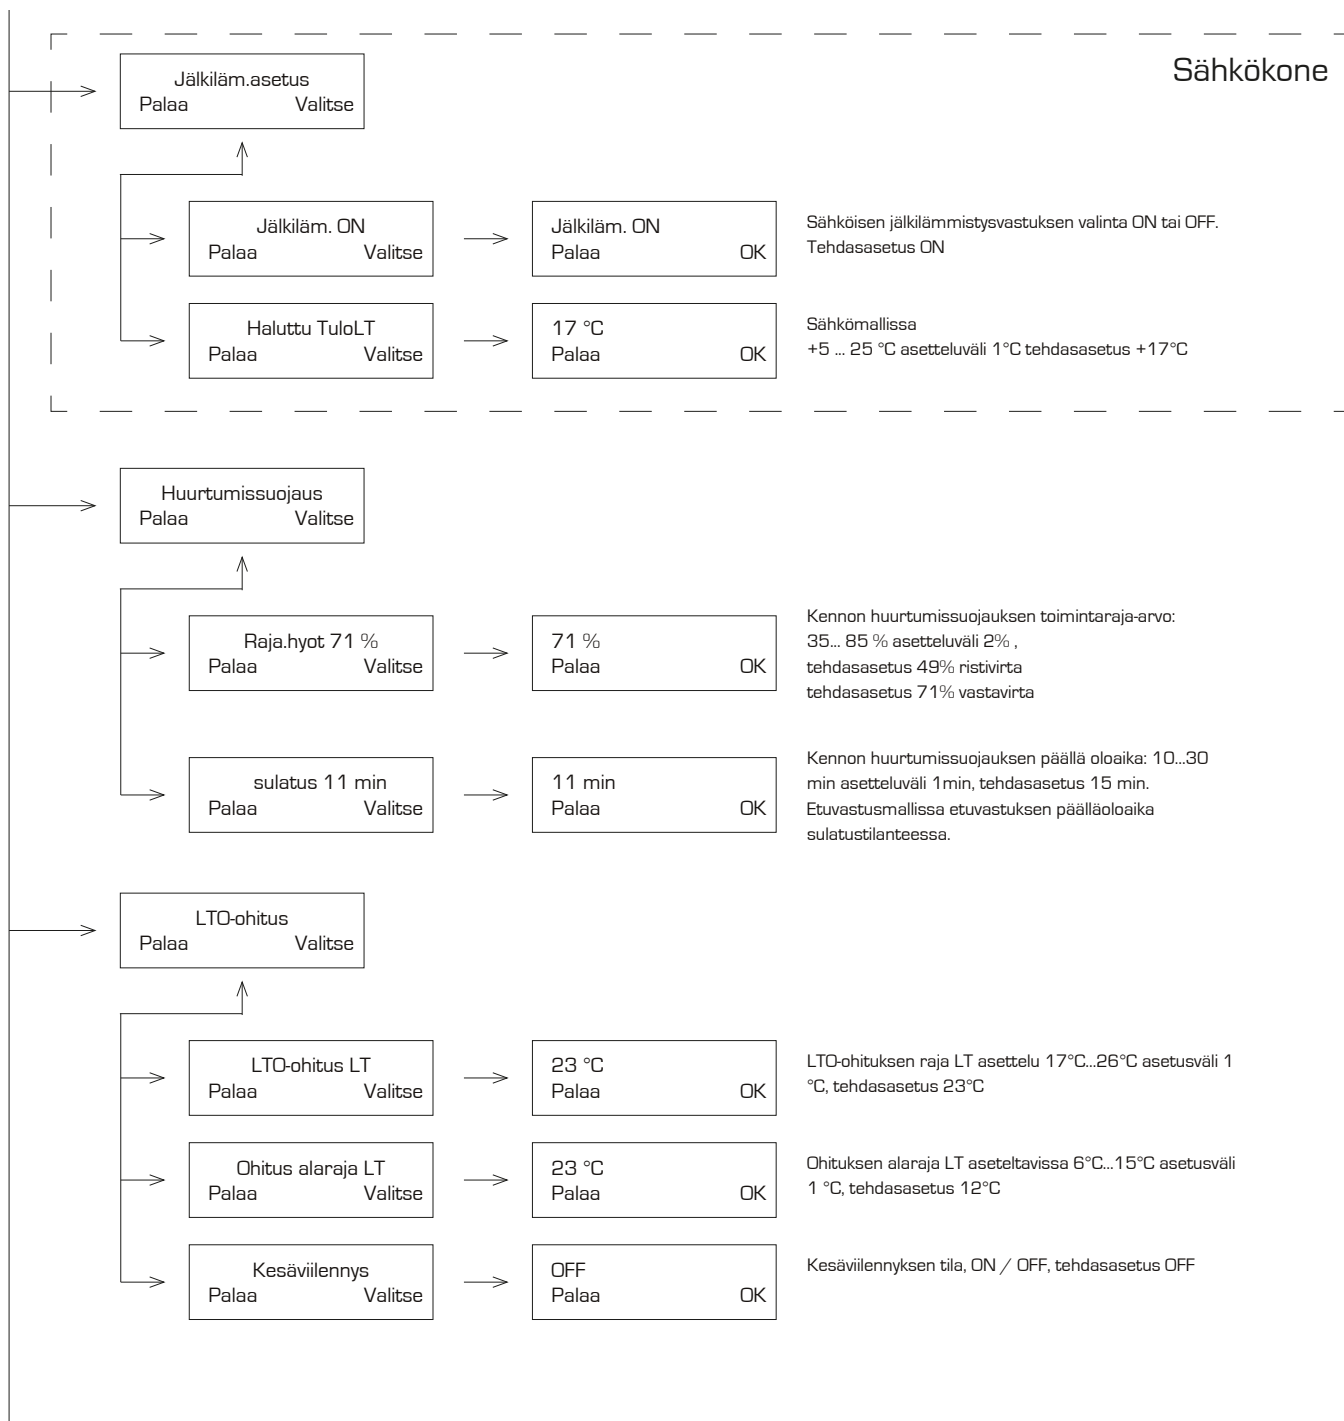 Sähkökone
Jälkiläm.asetus
Palaa Valitse
Jälkiläm. ON
Palaa Valitse
Jälkiläm. ON
Palaa OK
Sähköisen jälkilämmistysvastuksen valinta ON tai OFF.
Tehdasasetus ON
Haluttu TuloLT
Palaa Valitse
17 °C
Palaa OK
Sähkömallissa
+5 ... 25 °C asetteluväli 1°C tehdasasetus +17°C
Huurtumissuojaus
Palaa Valitse
Raja.hyot 71 %
Palaa Valitse
71 %
Palaa OK
Kennon huurtumissuojauksen toimintaraja-arvo:
35... 85 % asetteluväli 2% ,
tehdasasetus 49% ristivirta
tehdasasetus 71% vastavirta
sulatus 11 min
Palaa Valitse
11 min
Palaa OK
Kennon huurtumissuojauksen päällä oloaika: 10...30
min asetteluväli 1min, tehdasasetus 15 min.
Etuvastusmallissa etuvastuksen päälläoloaika
sulatustilanteessa.
LTO-ohitus
Palaa Valitse
LTO-ohitus LT
Palaa Valitse
23 °C
Palaa OK
LTO-ohituksen raja LT asettelu 17°C...26°C asetusväli 1
°C, tehdasasetus 23°C
Ohitus alaraja LT
Palaa Valitse
23 °C
Palaa OK
Ohituksen alaraja LT aseteltavissa 6°C...15°C asetusväli
1 °C, tehdasasetus 12°C
Kesäviilennys
Palaa Valitse
OFF
Palaa OK
Kesäviilennyksen tila, ON / OFF, tehdasasetus OFF